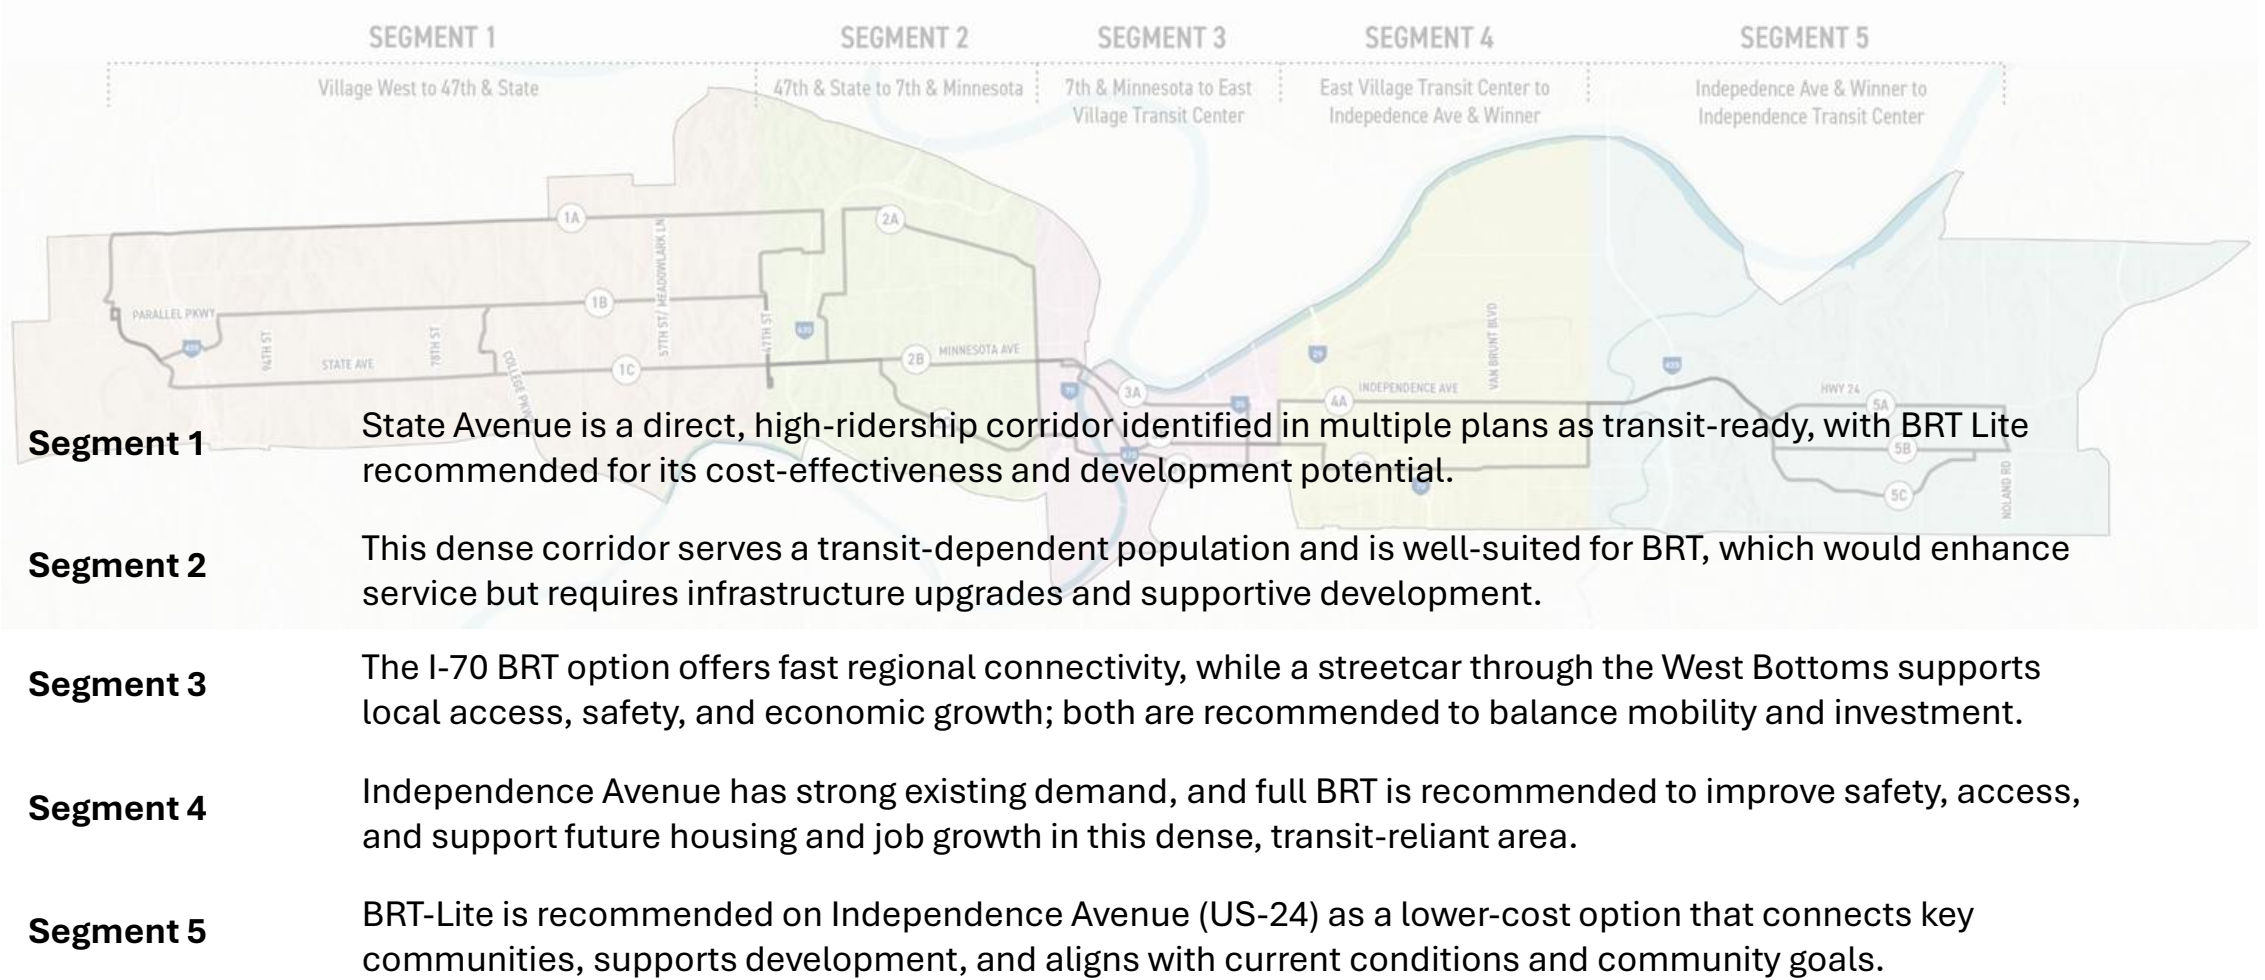 SEGMENT 1
SEGMENT 2
SEGMENT 3
SEGMENT 4
SEGMENT 5
Village West to 47th & State
47th & State to 7th & Minnesota
7th & Minnesota to East
Village Transit Center
East Village Transit Center to
Indepedence Ave & Winner
Indepedence Ave & Winner to
Independence Transit Center
1A
2A
57TH ST/ MEADOWLARK LN
1B
PARALLEL PKWY
94TH ST
STATE AVE
78TH ST
COLLEGE PKWY
1C
47TH ST
2B
MINNESOTA AVE
3A
VAN BRUNT BLVD
INDEPENDENCE AVE
4A
HWY 24
5A
5B
5C
NOLAND RD
Segment 1
State Avenue is a direct, high-ridership corridor identified in multiple plans as transit-ready, with BRT Lite
recommended for its cost-effectiveness and development potential.
Segment 2
This dense corridor serves a transit-dependent population and is well-suited for BRT, which would enhance
service but requires infrastructure upgrades and supportive development.
Segment 3
The I-70 BRT option offers fast regional connectivity, while a streetcar through the West Bottoms supports
local access, safety, and economic growth; both are recommended to balance mobility and investment.
Segment 4
Independence Avenue has strong existing demand, and full BRT is recommended to improve safety, access,
and support future housing and job growth in this dense, transit-reliant area.
Segment 5
BRT-Lite is recommended on Independence Avenue (US-24) as a lower-cost option that connects key
communities, supports development, and aligns with current conditions and community goals.